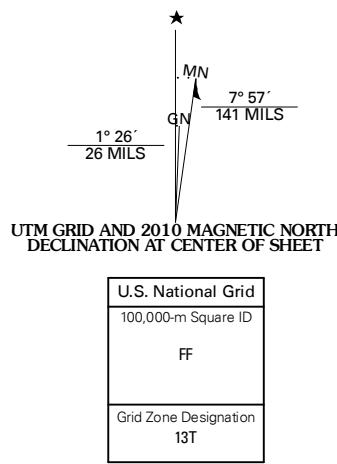 ★
MN
GN
7° 57´
141 MILS
1° 26´
26 MILS
UTM GRID AND 2010 MAGNETIC NORTH
DECLINATION AT CENTER OF SHEET
U.S. National Grid
100,000-m Square ID
FF
Grid Zone Designation
13T